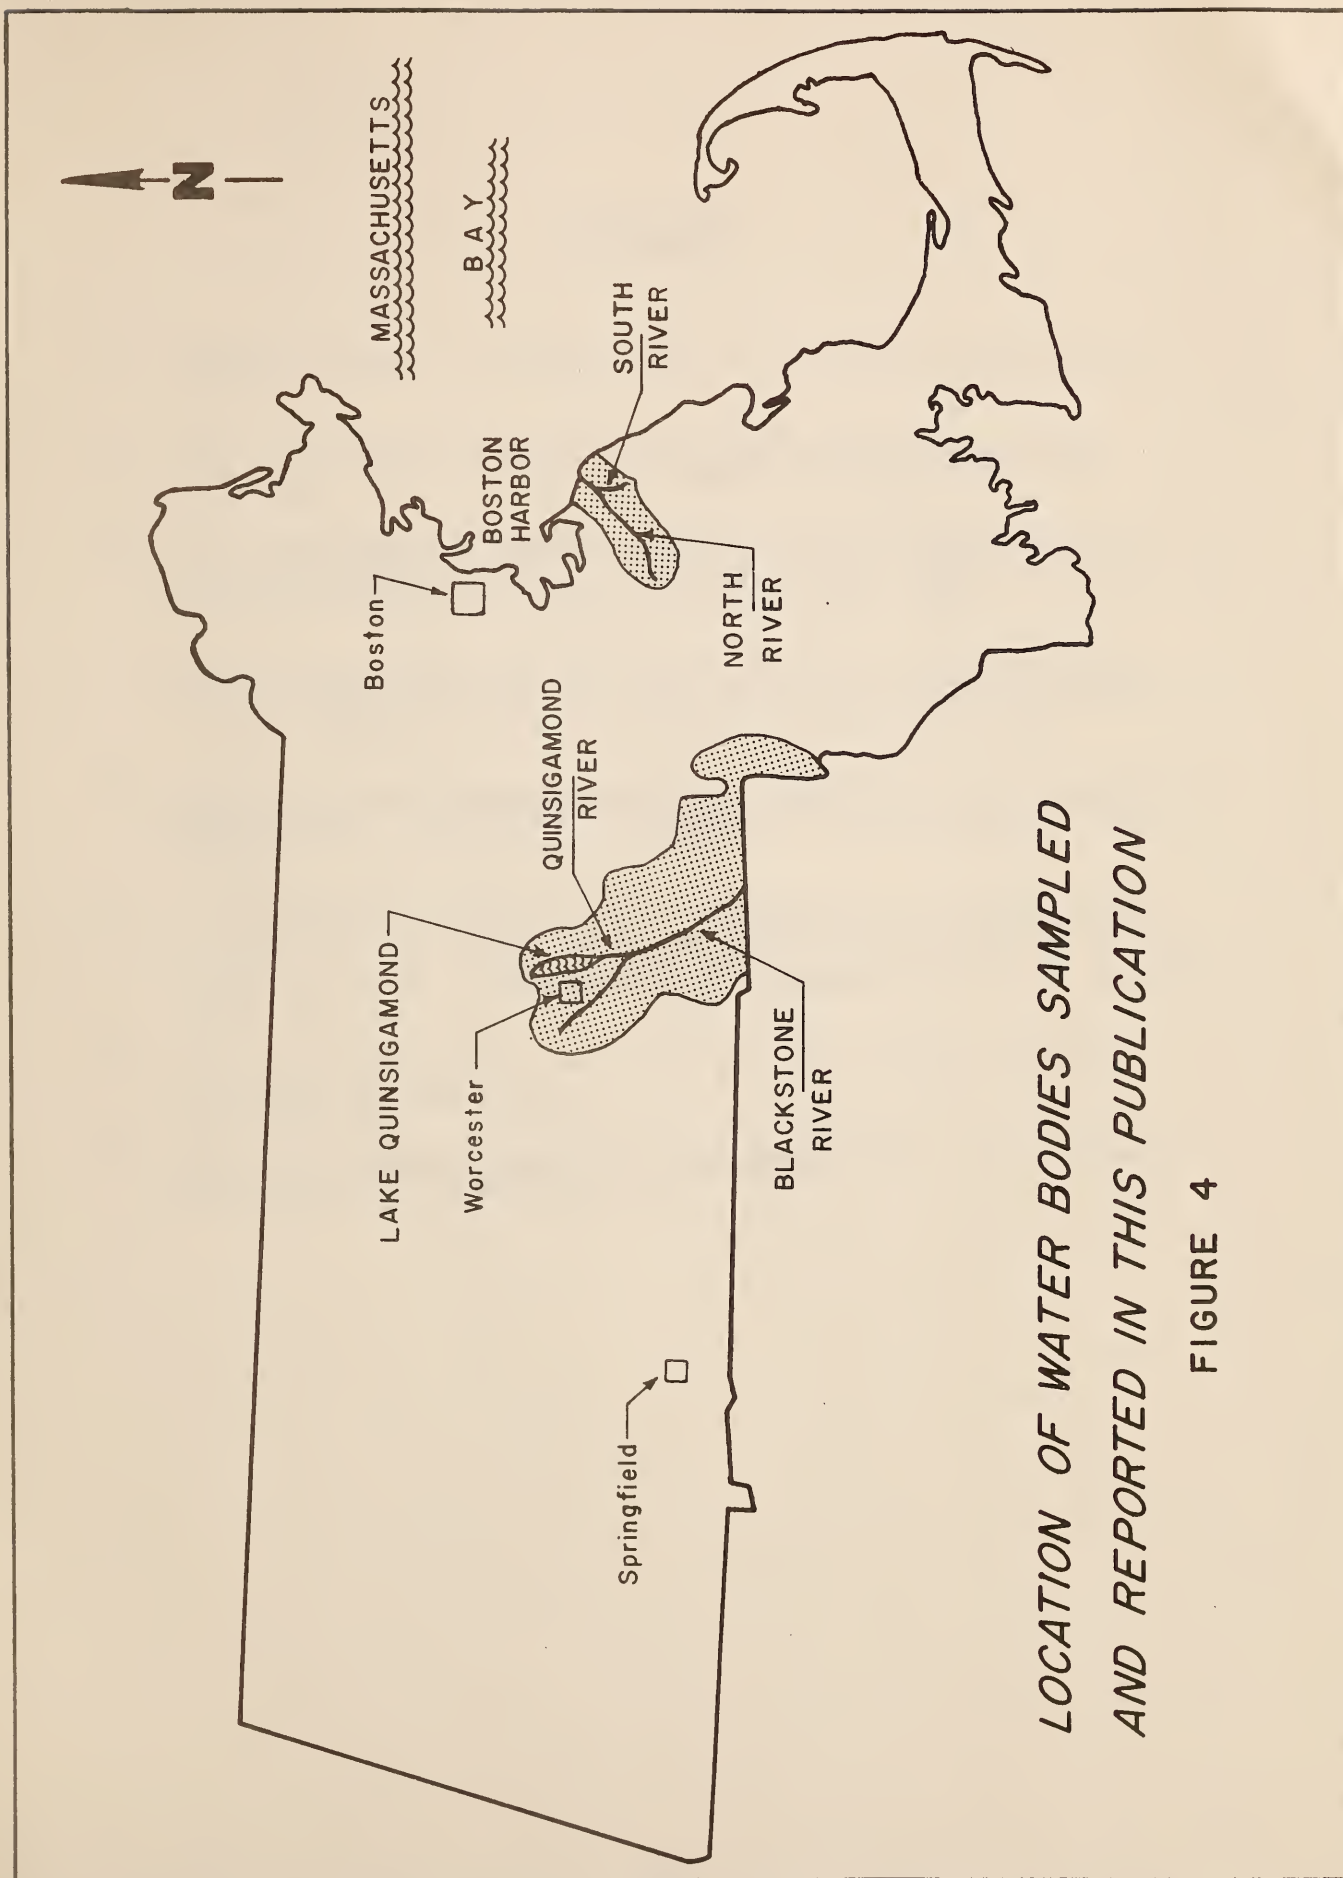 N
MASSACHUSETTS
BAY
Boston
BOSTON
HARBOR
SOUTH
RIVER
NORTH
RIVER
QUINSIGAMOND
RIVER
LAKE QUINSIGAMOND
Worcester
BLACKSTONE
RIVER
Springfield
LOCATION OF WATER BODIES SAMPLED
AND REPORTED IN THIS PUBLICATION
FIGURE 4